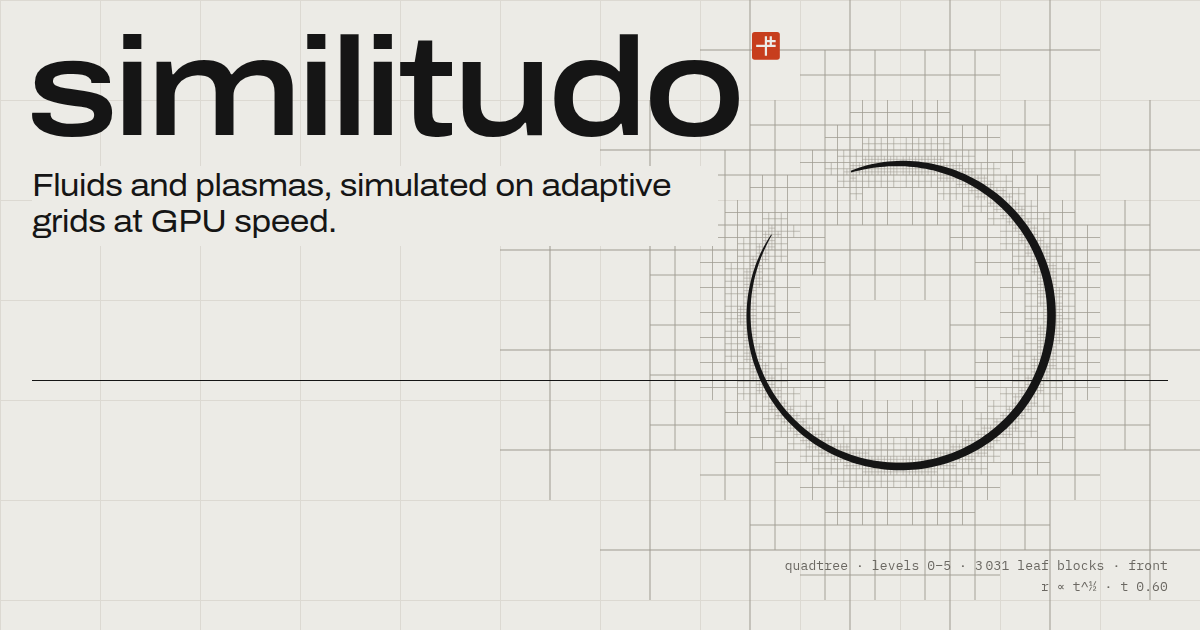 similitudo
Fluids and plasmas, simulated on adaptive
grids at GPU speed.
quadtree · levels 0–5 · 3 031 leaf blocks · front
r ∝ t^½ · t 0.60